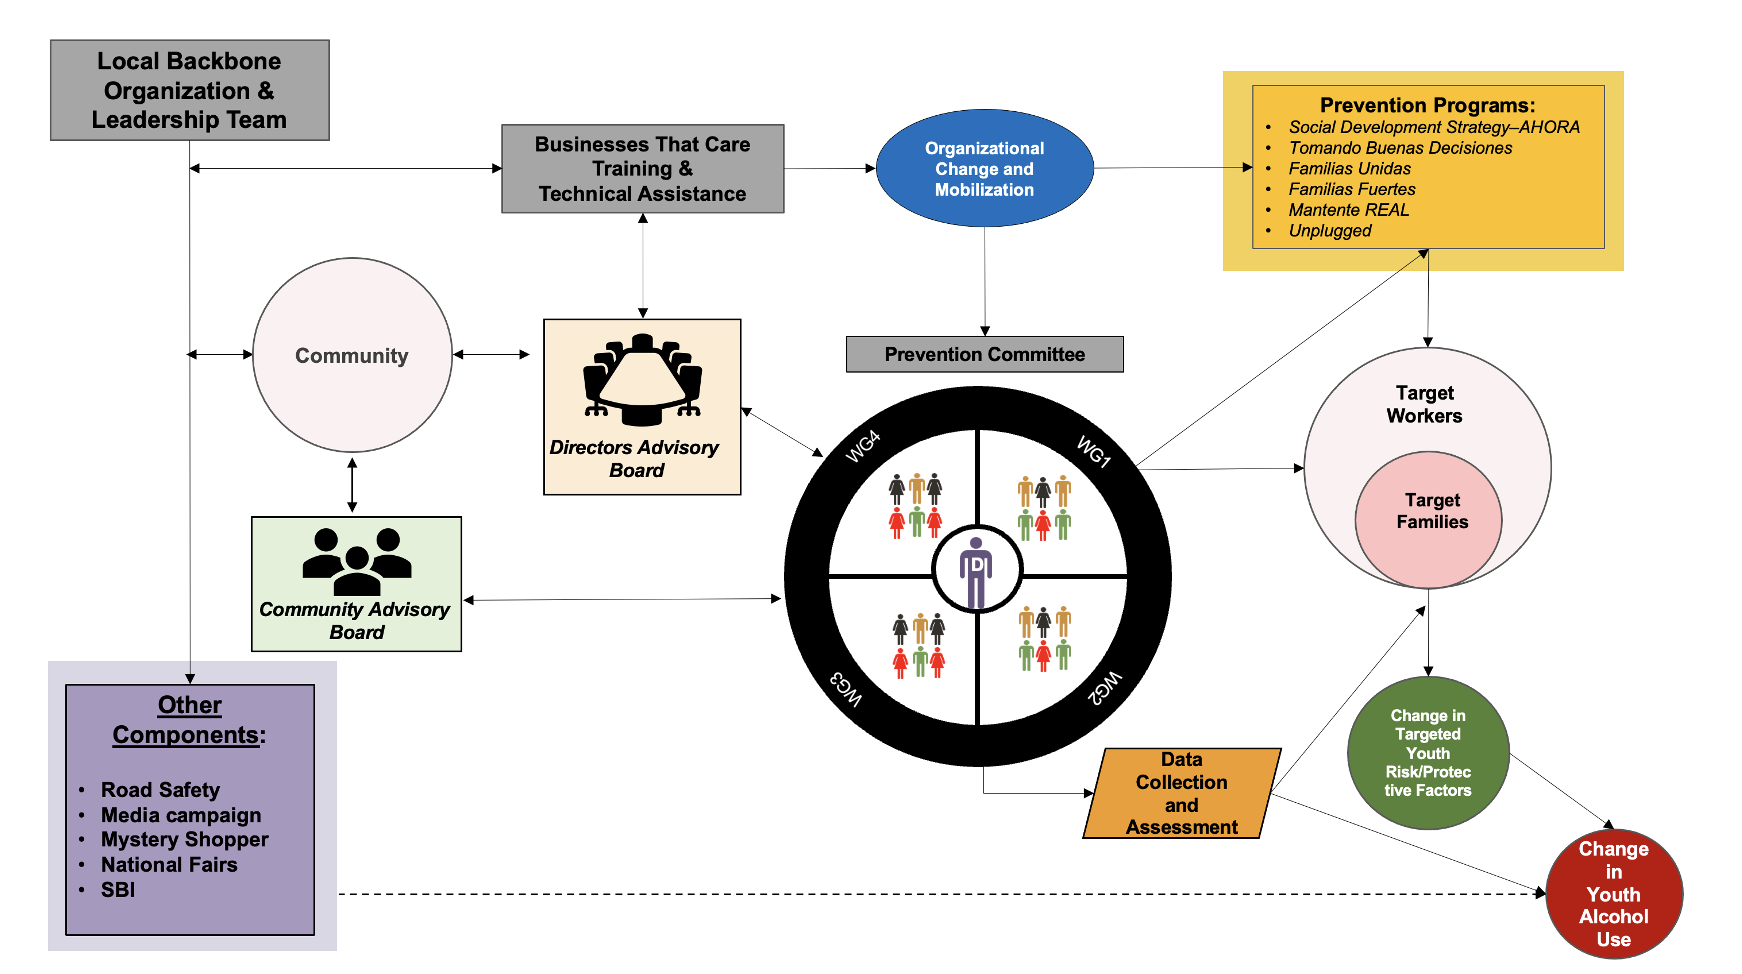 Local Backbone
Organization &
Leadership Team
Businesses That Care
Training &
Technical Assistance
Organizational
Change and
Mobilization
Prevention Programs:
• Social Development Strategy–AHORA
• Tomando Buenas Decisiones
• Familias Unidas
• Familias Fuertes
• Mantente REAL
• Unplugged
Community
Directors Advisory
Board
Prevention Committee
WG4
WG1
WG3
WG2
D
Target
Workers
Target
Families
Community Advisory
Board
Other
Components:
• Road Safety
• Media campaign
• Mystery Shopper
• National Fairs
• SBI
Data
Collection
and
Assessment
Change in
Targeted
Youth
Risk/Protec
tive Factors
Change
in
Youth
Alcohol
Use